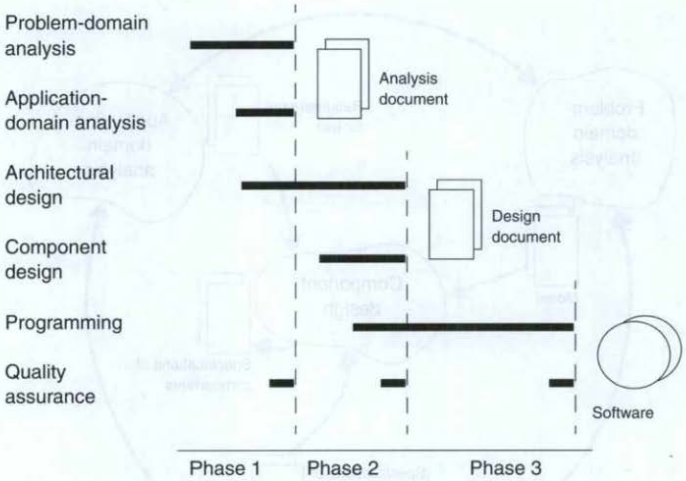 Problem-domain
analysis
Analysis
document
Application-
domain analysis
Architectural
design
Design
document
Component
design
Programming
Quality
assurance
Software
Phase 1
Phase 2
Phase 3